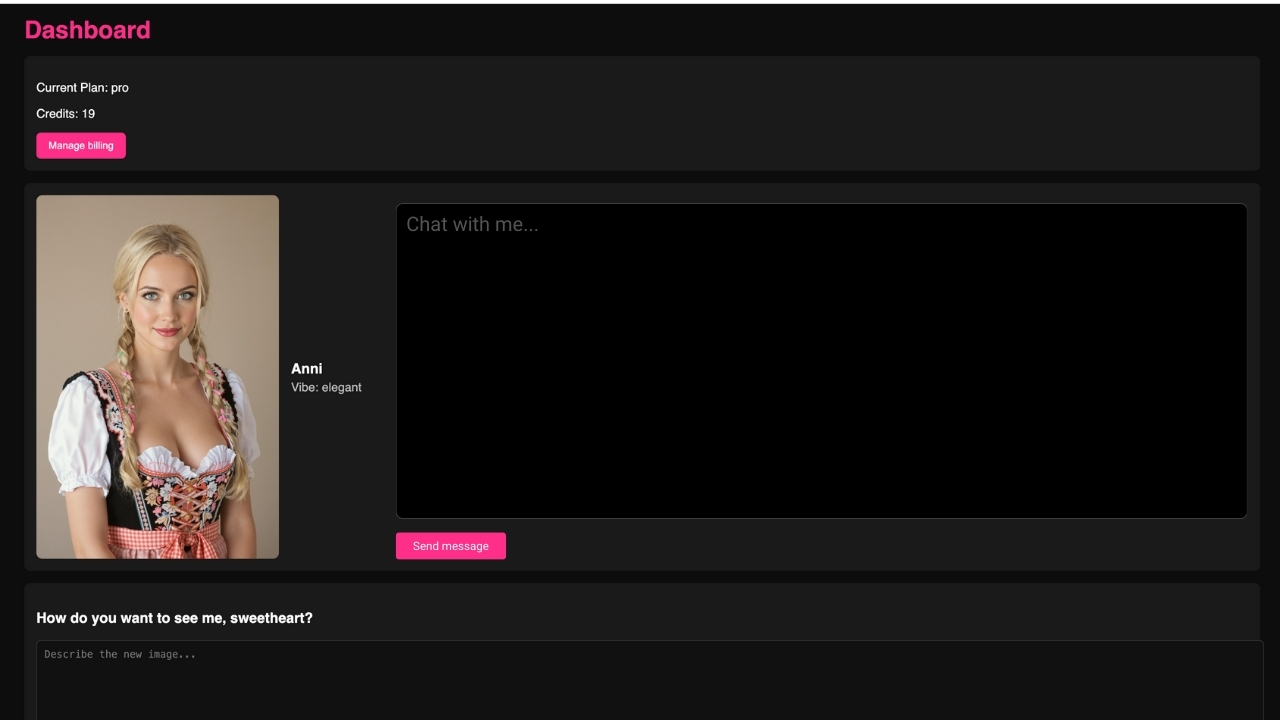 Dashboard
Current Plan: pro
Credits: 19
Manage billing
Chat with me...
Anni
Vibe: elegant
Send message
How do you want to see me, sweetheart?
Describe the new image...